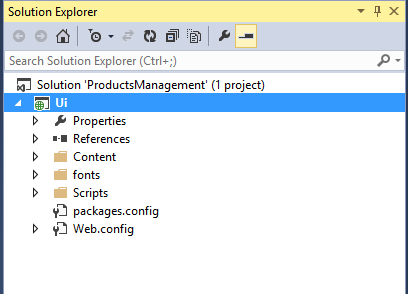 Solution Explorer
Search Solution Explorer (Ctrl+;)
Solution 'ProductsManagement' (1 project)
Ui
Properties
References
Content
fonts
Scripts
packages.config
Web.config